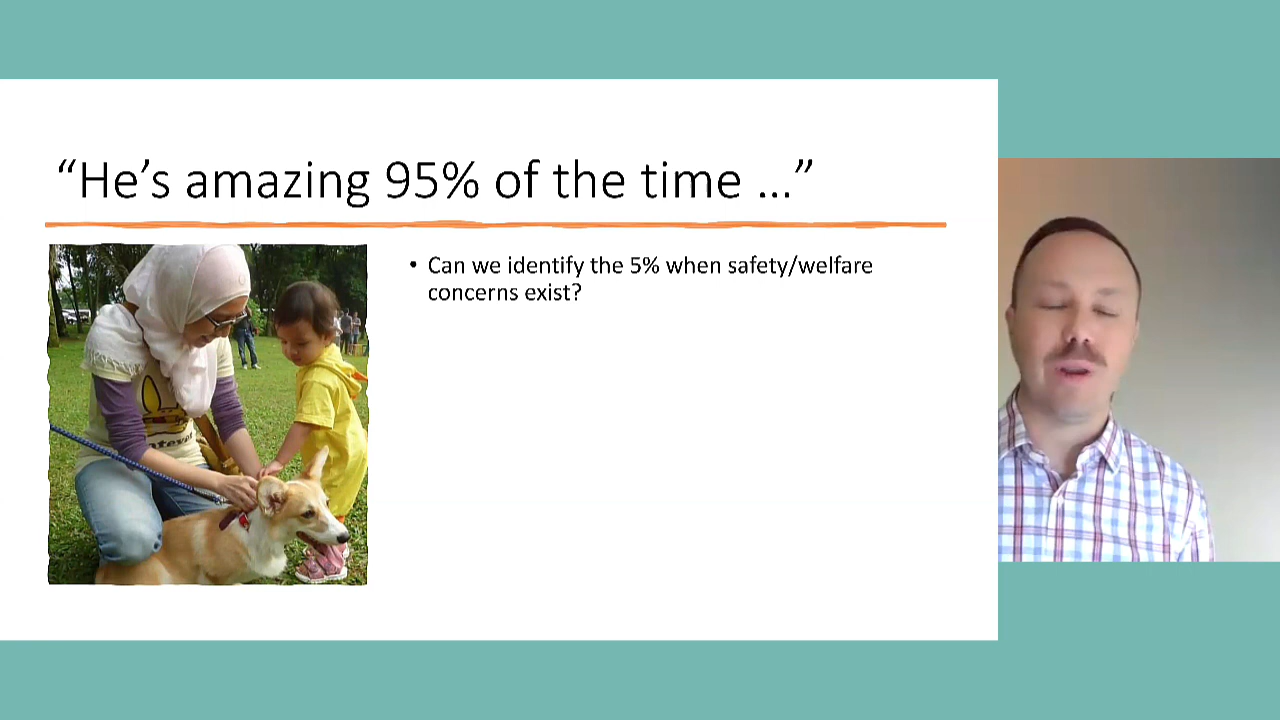 “He’s amazing 95% of the time …”
• Can we identify the 5% when safety/welfare
concerns exist?